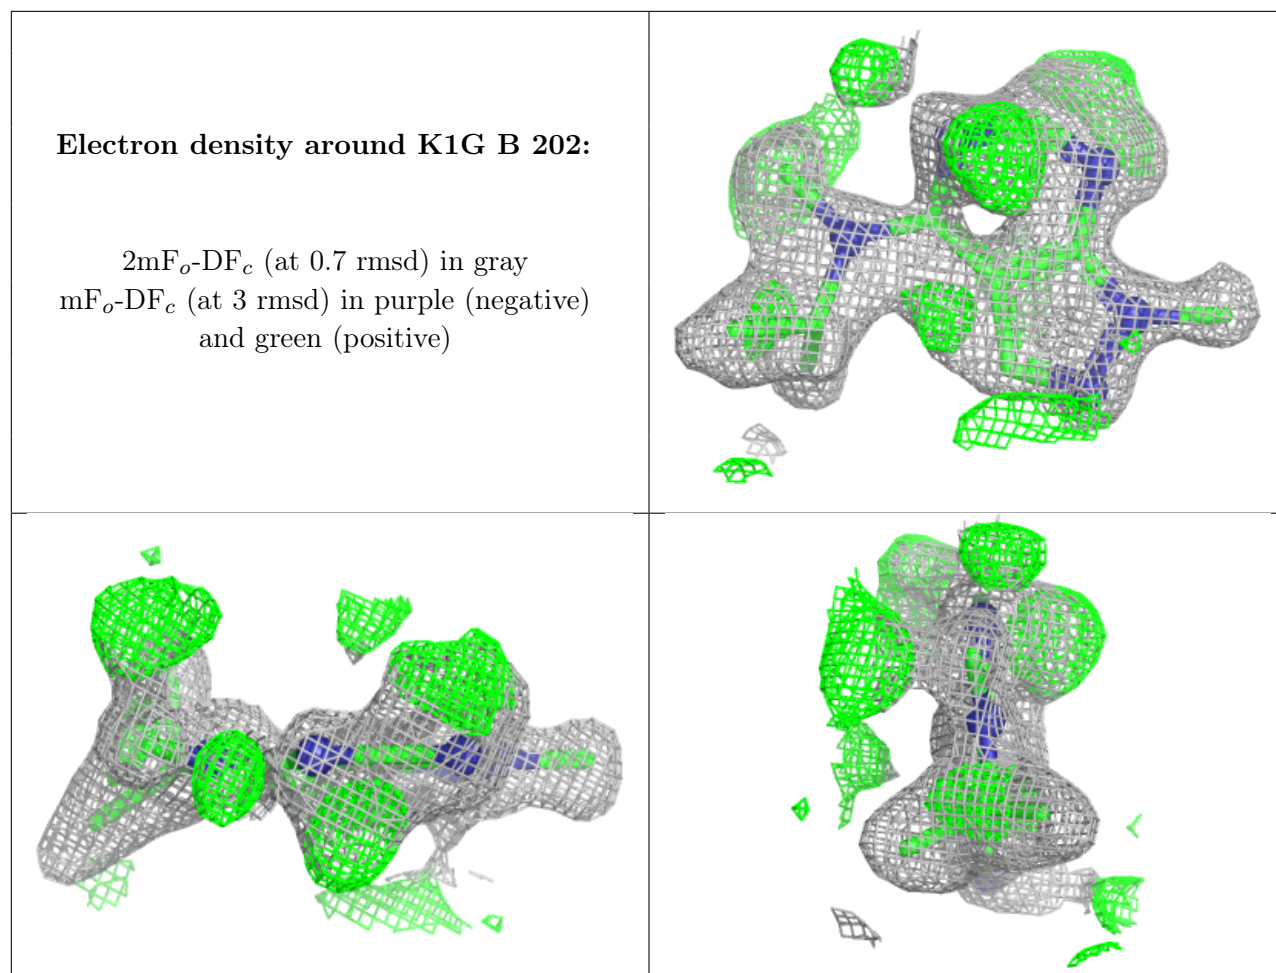 Electron density around K1G B 202:
2mFo-DFc (at 0.7 rmsd) in gray
mFo-DFc (at 3 rmsd) in purple (negative)
and green (positive)